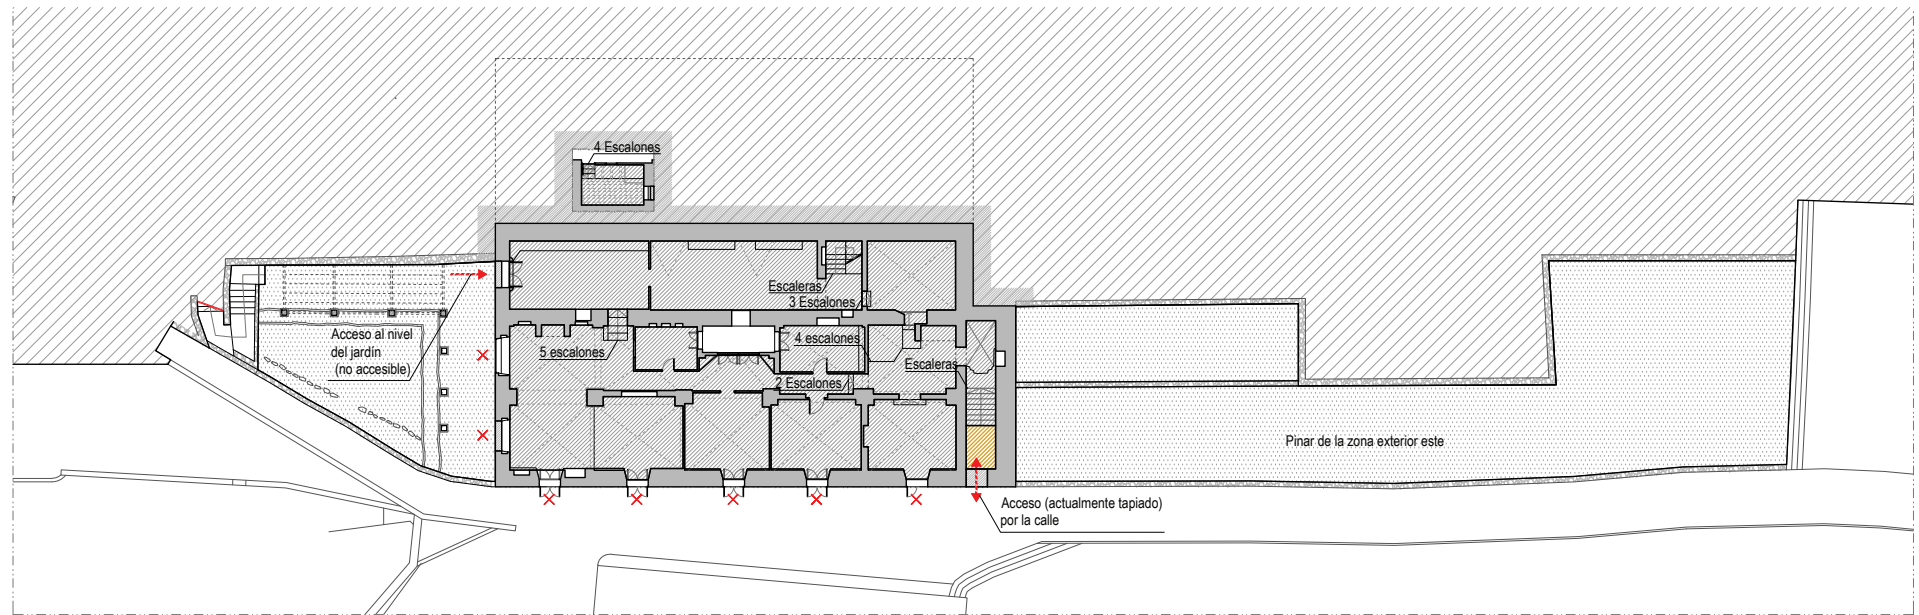 4 Escalones
Escaleras
3 Escalones
Acceso al nivel
del jardín
(no accesible)
5 escalones
4 escalones
Escaleras
2 Escalones
Pinar de la zona exterior este
Acceso (actualmente tapiado)
por la calle